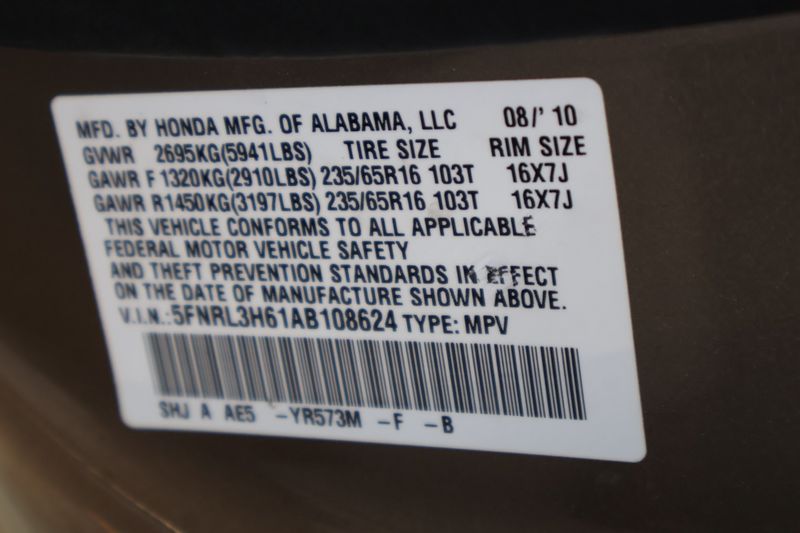 MFD. BY HONDA MFG. OF ALABAMA, LLC 08/' 10
GVWR 2695KG(5941LBS) TIRE SIZE RIM SIZE
GAWR F 1320KG(2910LBS) 235/65R16 103T 16X7J
GAWR R1450KG(3197LBS) 235/65R16 103T 16X7J
THIS VEHICLE CONFORMS TO ALL APPLICABLE
FEDERAL MOTOR VEHICLE SAFETY
AND THEFT PREVENTION STANDARDS IN EFFECT
ON THE DATE OF MANUFACTURE SHOWN ABOVE.
V.I.N.:5FNRL3H61AB108624 TYPE: MPV
SHJ A AE5 -YR573M -F -B